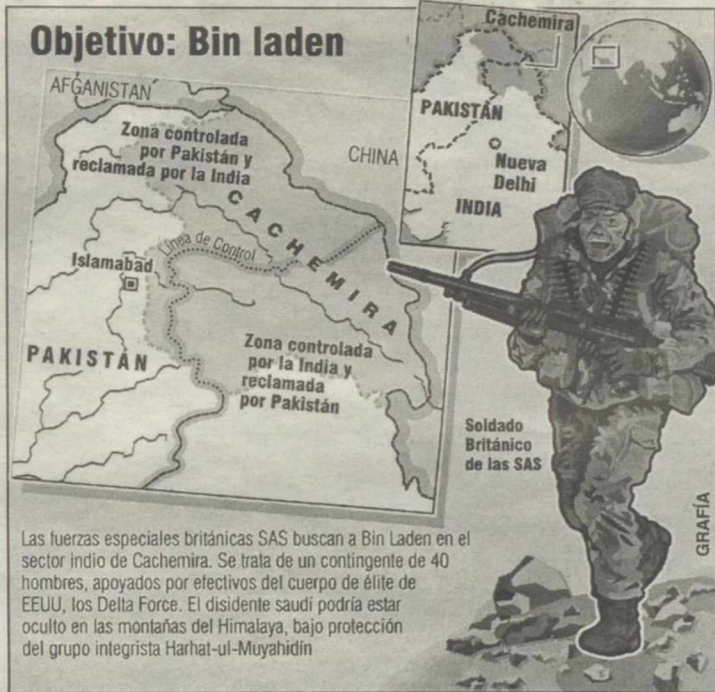 Objetivo: Bin laden
AFGANISTAN
Zona controlada
por Pakistán y
reclamada por la India
CHINA
CACHEMIRA
Línea de Control
Islamabad
PAKISTÁN
Zona controlada
por la India y
reclamada
por Pakistán
Cachemira
PAKISTÁN
Nueva
Delhi
INDIA
Soldado
Británico
de las SAS
GRAFÍA
Las fuerzas especiales británicas SAS buscan a Bin Laden en el
sector indio de Cachemira. Se trata de un contingente de 40
hombres, apoyados por efectivos del cuerpo de élite de
EEUU, los Delta Force. El disidente saudí podría estar
oculto en las montañas del Himalaya, bajo protección
del grupo integrista Harhat-ul-Muyahidín